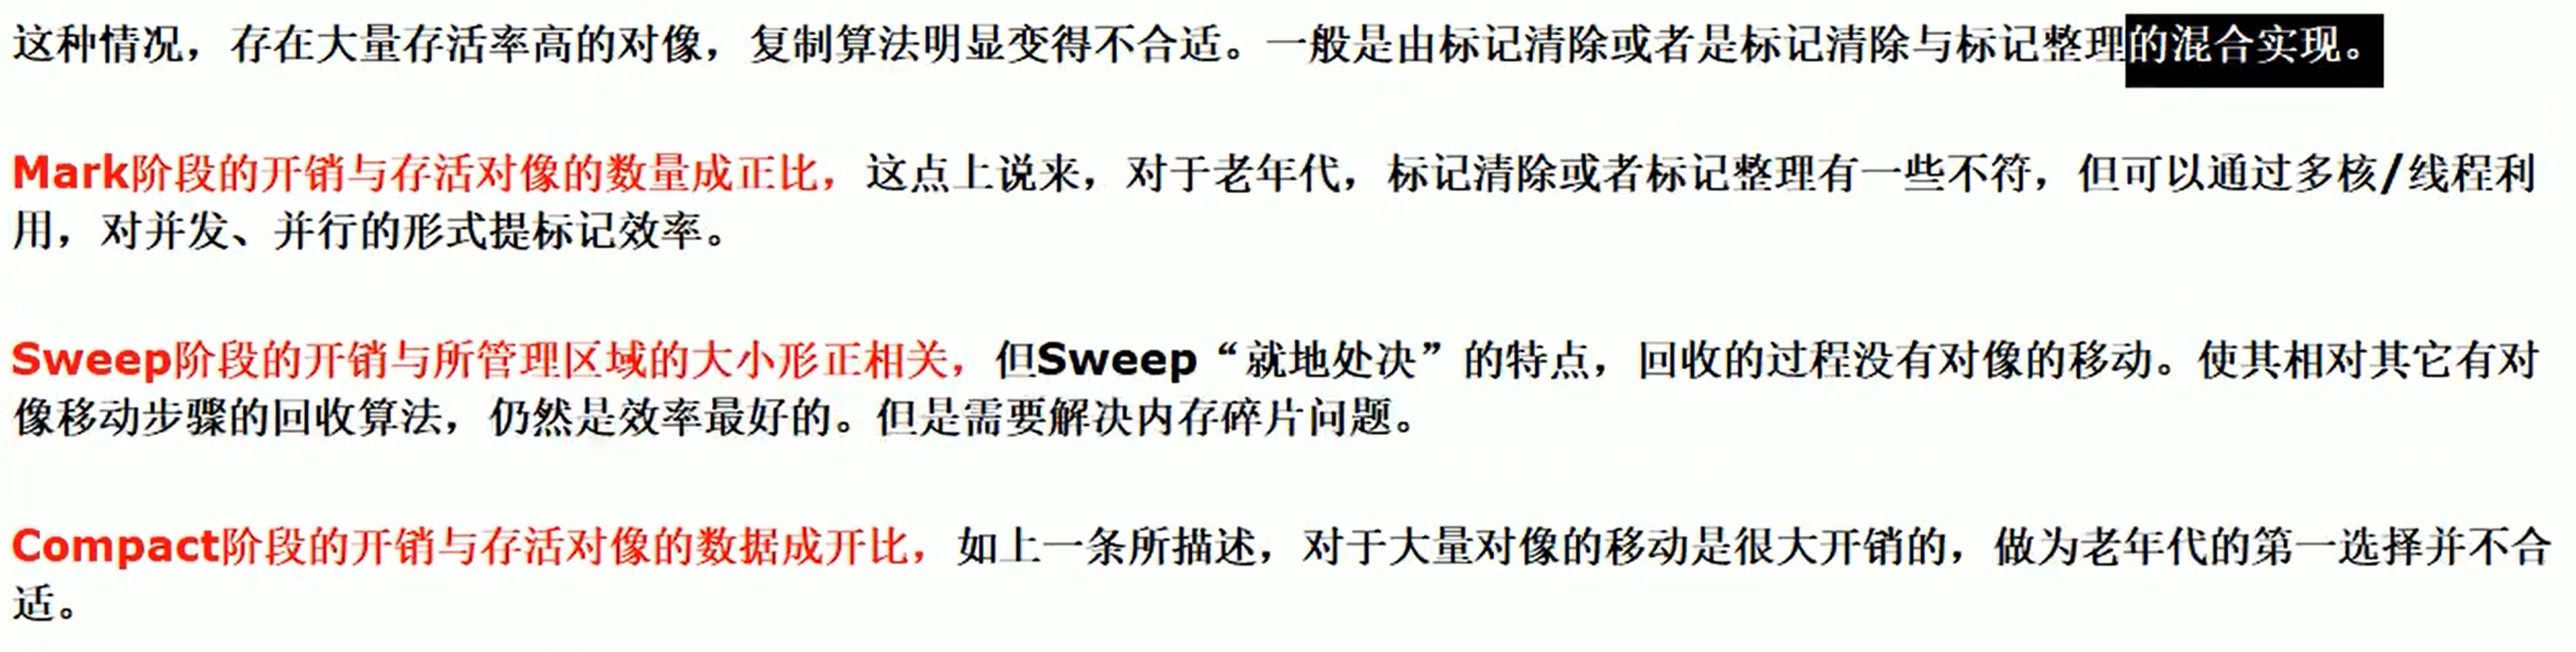 这种情况，存在大量存活率高的对像，复制算法明显变得不合适。一般是由标记清除或者是标记清除与标记整理的混合实现。
Mark阶段的开销与存活对像的数量成正比，这点上说来，对于老年代，标记清除或者标记整理有一些不符，但可以通过多核/线程利
用，对并发、并行的形式提标记效率。
Sweep阶段的开销与所管理区域的大小形正相关，但Sweep“就地处决”的特点，回收的过程没有对像的移动。使其相对其它有对
像移动步骤的回收算法，仍然是效率最好的。但是需要解决内存碎片问题。
Compact阶段的开销与存活对像的数据成开比，如上一条所描述，对于大量对像的移动是很大开销的，做为老年代的第一选择并不合
适。